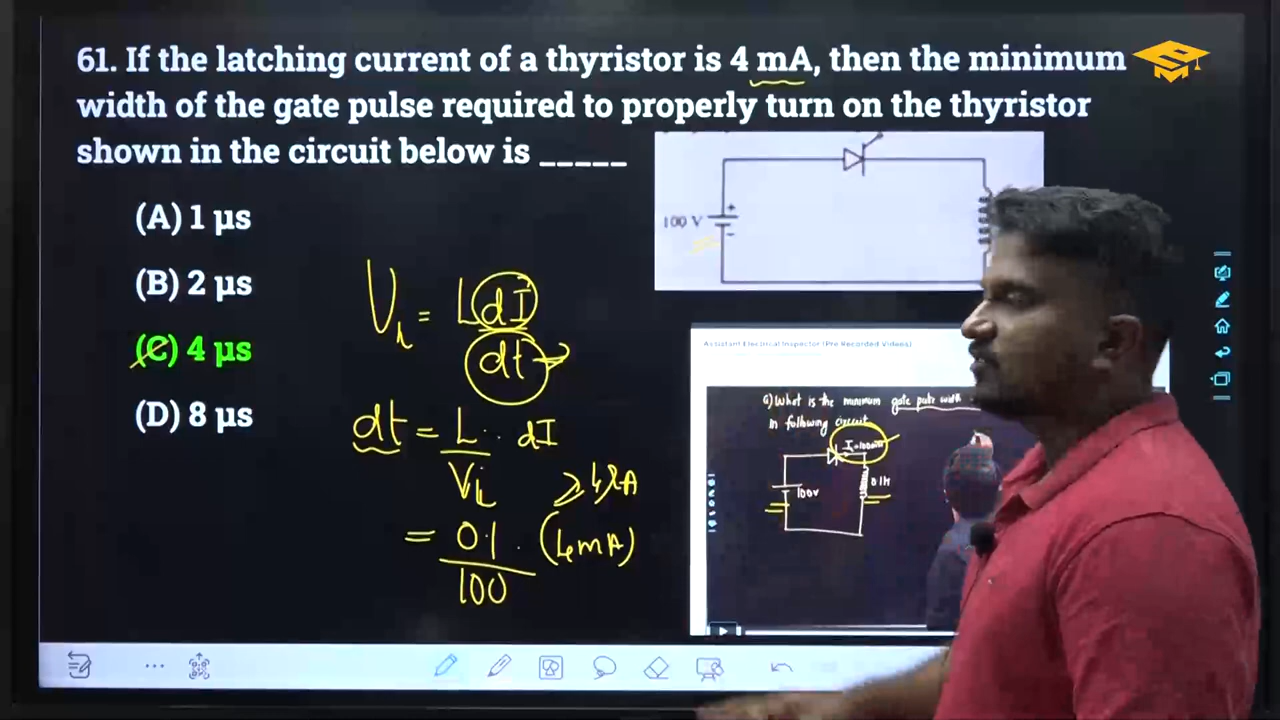 61. If the latching current of a thyristor is 4 mA, then the minimum
width of the gate pulse required to properly turn on the thyristor
shown in the circuit below is _____
(A) 1 µs
(B) 2 µs
(C) 4 µs
(D) 8 µs
100 V
+
-
V = L dI
dt
dt = L . dI
V
= 0.1 . (4mA)
100
Assistant Electrical Inspector (Pre Recorded Videos)
Q) What is the minimum gate pulse width
in following circuit
100v
0.1H